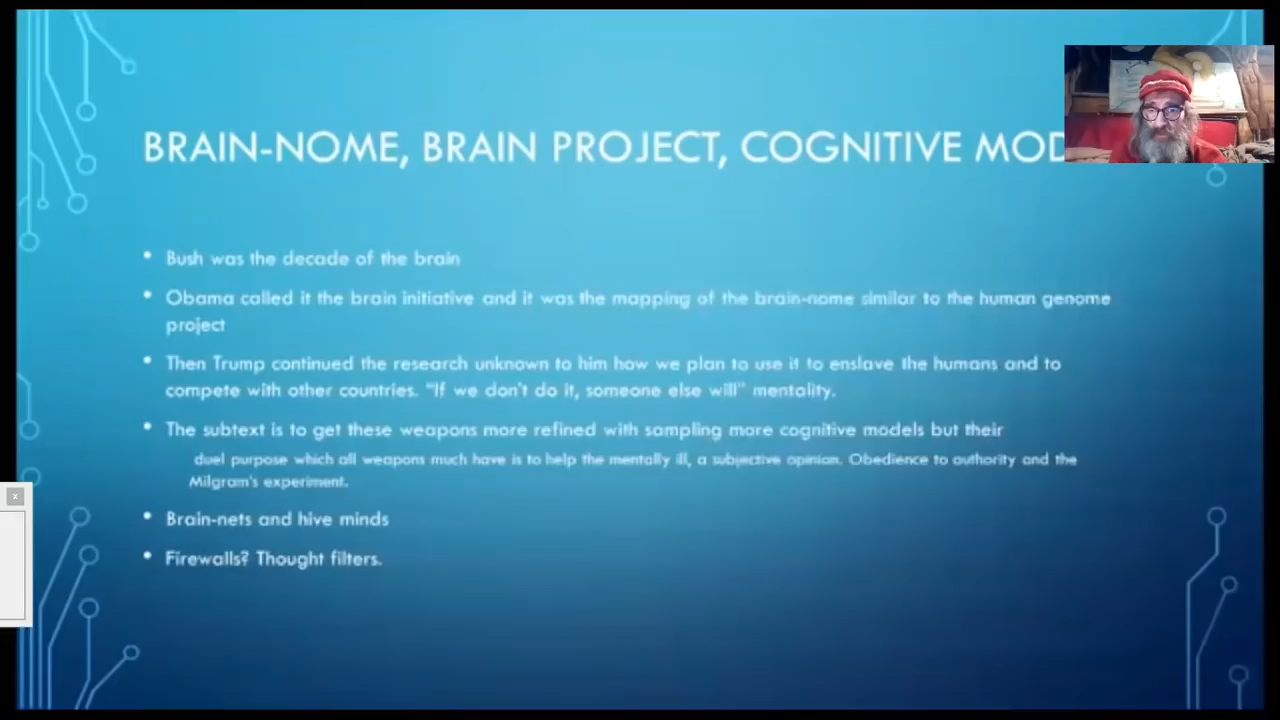 BRAIN-NOME, BRAIN PROJECT, COGNITIVE MOD
• Bush was the decade of the brain
• Obama called it the brain initiative and it was the mapping of the brain-nome similar to the human genome
project
• Then Trump continued the research unknown to him how we plan to use it to enslave the humans and to
compete with other countries. "If we don't do it, someone else will" mentality.
• The subtext is to get these weapons more refined with sampling more cognitive models but their
duel purpose which all weapons much have is to help the mentally ill, a subjective opinion. Obedience to authority and the
Milgram's experiment.
• Brain-nets and hive minds
• Firewalls? Thought filters.